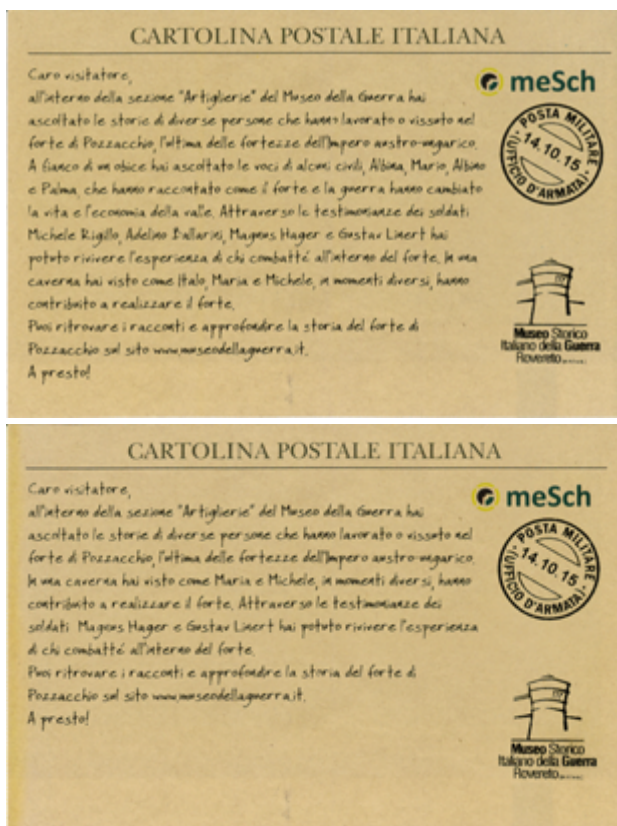 CARTOLINA POSTALE ITALIANA
Caro visitatore,
all'interno della sezione "Artiglierie" del Museo della Guerra hai
ascoltato le storie di diverse persone che hanno lavorato o vissuto nel
forte di Pozzacchio, l'ultima delle fortezze dell'Impero austro-ungarico.
A fianco di un obice hai ascoltato le voci di alcuni civili, Albina, Mario, Albino
e Palma, che hanno raccontato come il forte e la guerra hanno cambiato
la vita e l'economia della valle. Attraverso le testimonianze dei soldati
Michele Rigillo, Adelino Ballarini, Magnus Hager e Gustav Linert hai
potuto rivivere l'esperienza di chi combatté all'interno del forte. In una
caverna hai visto come Italo, Maria e Michele, in momenti diversi, hanno
contribuito a realizzare il forte.
Puoi ritrovare i racconti e approfondire la storia del forte di
Pozzacchio sul sito www.museodellaguerra.it.
A presto!
meSch
POSTA MILITARE
14.10.15
(UFFICIO D'ARMATA)
Museo Storico
Italiano della Guerra
Rovereto
CARTOLINA POSTALE ITALIANA
Caro visitatore,
all'interno della sezione "Artiglierie" del Museo della Guerra hai
ascoltato le storie di diverse persone che hanno lavorato o vissuto nel
forte di Pozzacchio, l'ultima delle fortezze dell'Impero austro-ungarico.
In una caverna hai visto come Maria e Michele, in momenti diversi, hanno
contribuito a realizzare il forte. Attraverso le testimonianze dei
soldati Magnus Hager e Gustav Linert hai potuto rivivere l'esperienza
di chi combatté all'interno del forte.
Puoi ritrovare i racconti e approfondire la storia del forte di
Pozzacchio sul sito www.museodellaguerra.it.
A presto!
meSch
POSTA MILITARE
14.10.15
(UFFICIO D'ARMATA)
Museo Storico
Italiano della Guerra
Rovereto